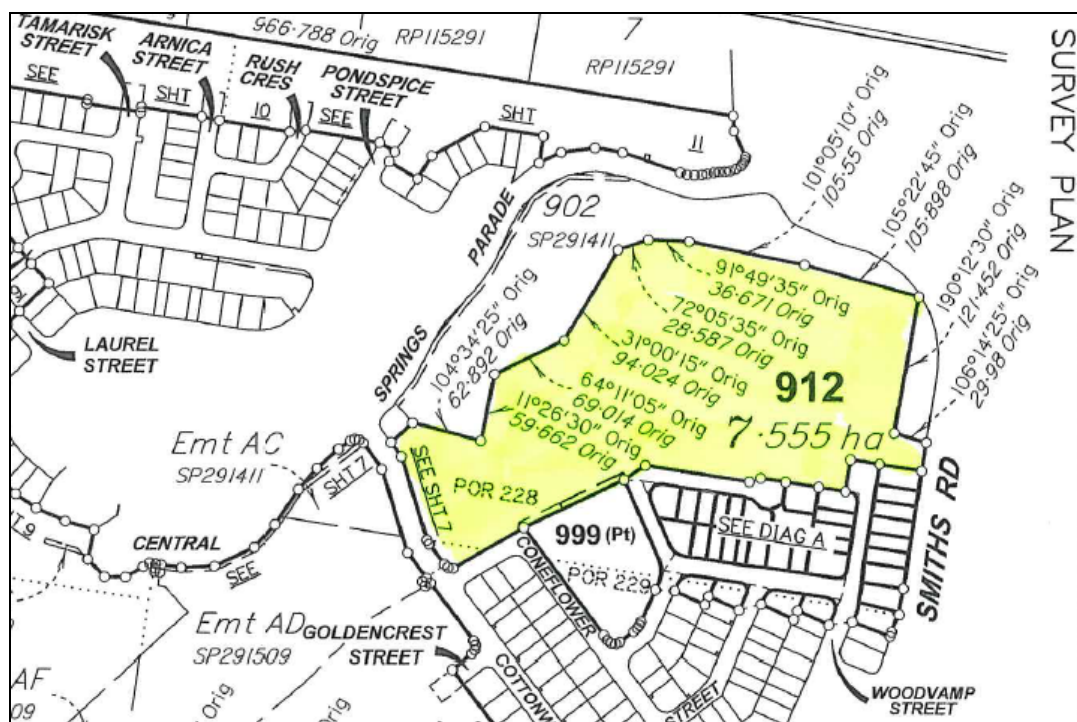 SURVEY PLAN
966·788 Orig
RP115291
7
RP115291
TAMARISK
STREET
ARNICA
STREET
RUSH
CRES
PONDSPICE
STREET
SEE
SHT
10
SEE
SHT
11
101°05'10" Orig
105·55 Orig
105°22'45" Orig
105·898 Orig
190°12'30" Orig
121·452 Orig
106°14'25" Orig
29·98 Orig
902
SP291411
SPRINGS
PARADE
104°34'25" Orig
62·892 Orig
91°49'35" Orig
36·671 Orig
72°05'35" Orig
28·587 Orig
31°00'15" Orig
94·024 Orig
64°11'05" Orig
69·014 Orig
11°26'30" Orig
59·662 Orig
912
7·555 ha
LAUREL
STREET
Emt AC
SP291411
SEE SHT 7
SHT 7
POR 228
999 (Pt)
POR 229
SEE DIAG A
SMITHS RD
SHT 9
CENTRAL
SEE
CONEFLOWER
STREET
Emt AD
SP291509
GOLDENCREST
STREET
COTTONW
WOODVAMP
STREET
AF
09
Orig
Orig